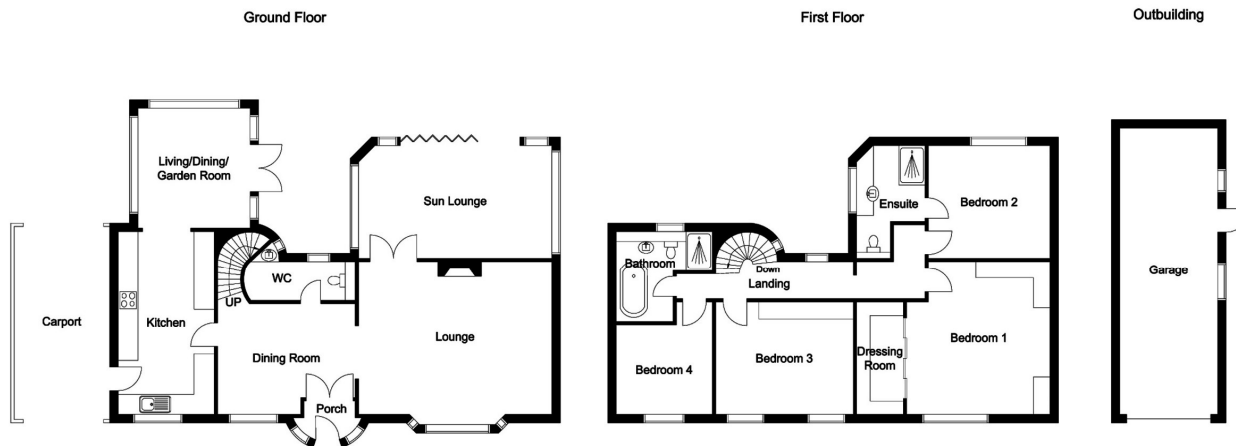 Ground Floor
First Floor
Outbuilding
Living/Dining/
Garden Room
Sun Lounge
WC
UP
Carport
Kitchen
Dining Room
Lounge
Porch
Ensuite
Bedroom 2
Bathroom
Down
Landing
Bedroom 4
Bedroom 3
Dressing
Room
Bedroom 1
Garage